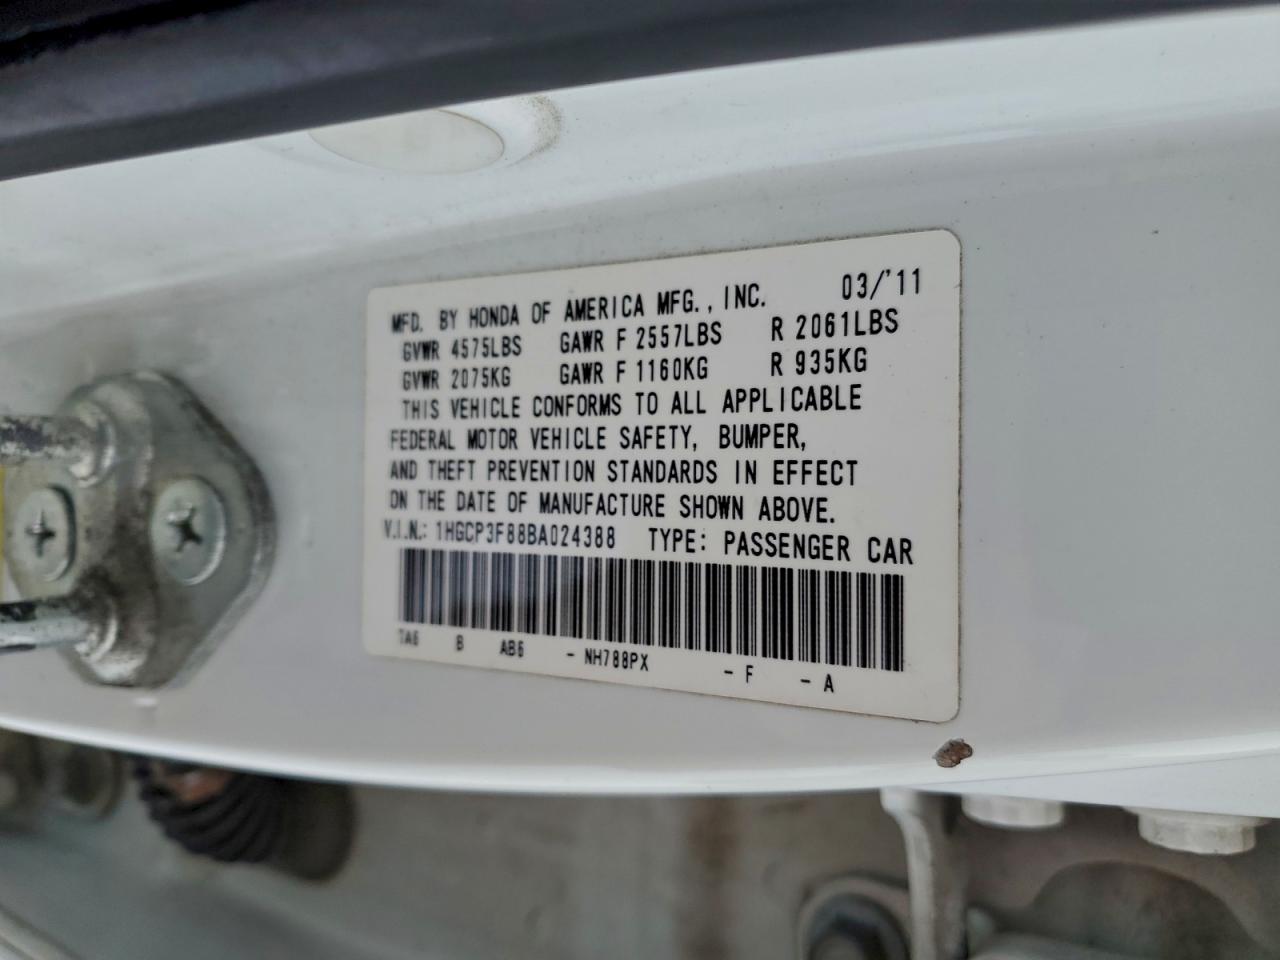 MFD. BY HONDA OF AMERICA MFG., INC. 03/'11
GVWR 4575LBS GAWR F 2557LBS R 2061LBS
GVWR 2075KG GAWR F 1160KG R 935KG
THIS VEHICLE CONFORMS TO ALL APPLICABLE
FEDERAL MOTOR VEHICLE SAFETY, BUMPER,
AND THEFT PREVENTION STANDARDS IN EFFECT
ON THE DATE OF MANUFACTURE SHOWN ABOVE.
V.I.N.: 1HGCP3F88BA024388 TYPE: PASSENGER CAR
TA6 B AB6 - NH788PX - F - A